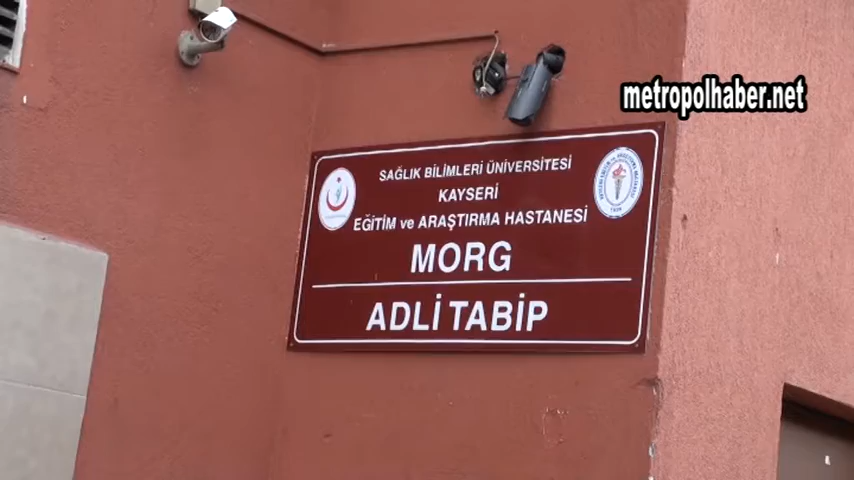 metropolhaber.net
SAĞLIK BİLİMLERİ ÜNİVERSİTESİ
KAYSERİ
EĞİTİM ve ARAŞTIRMA HASTANESİ
MORG
ADLİ TABİP